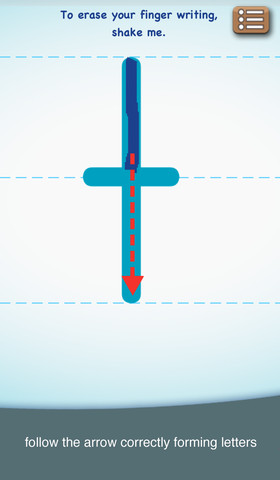 To erase your finger writing,
shake me.
t
follow the arrow correctly forming letters